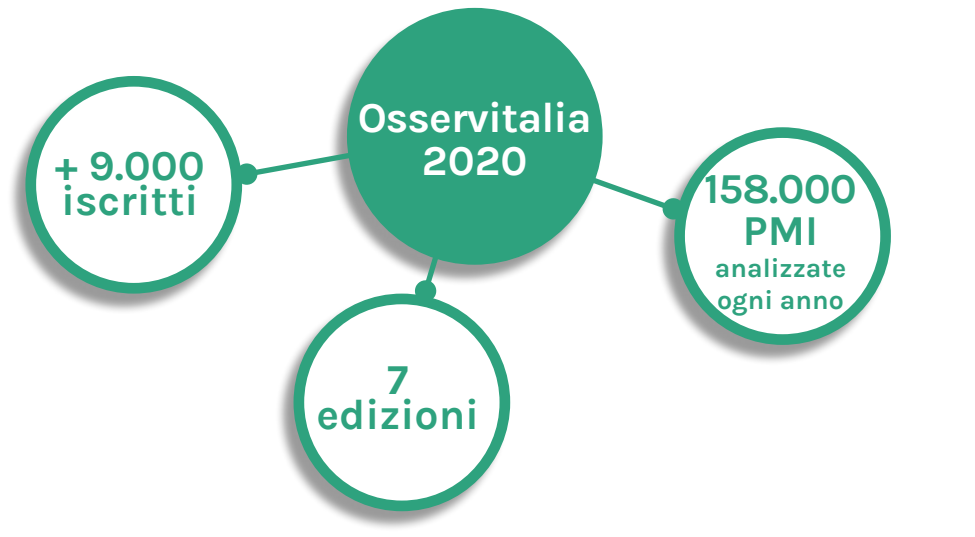 Osservitalia
2020
+ 9.000
iscritti
7
edizioni
158.000
PMI
analizzate
ogni anno